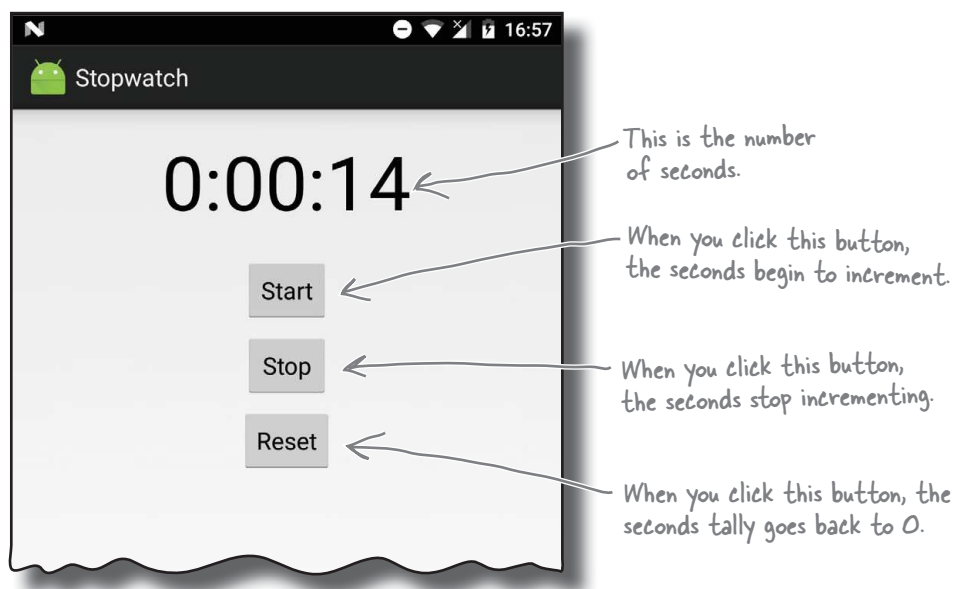 16:57
Stopwatch
0:00:14
This is the number
of seconds.
When you click this button,
the seconds begin to increment.
Start
When you click this button,
the seconds stop incrementing.
Stop
Reset
When you click this button, the
seconds tally goes back to 0.